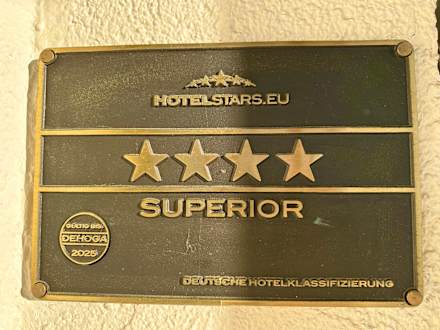 HOTELSTARS.EU
SUPERIOR
GÜLTIG BIS:
DEHOGA
2025
DEUTSCHE HOTELKLASSIFIZIERUNG